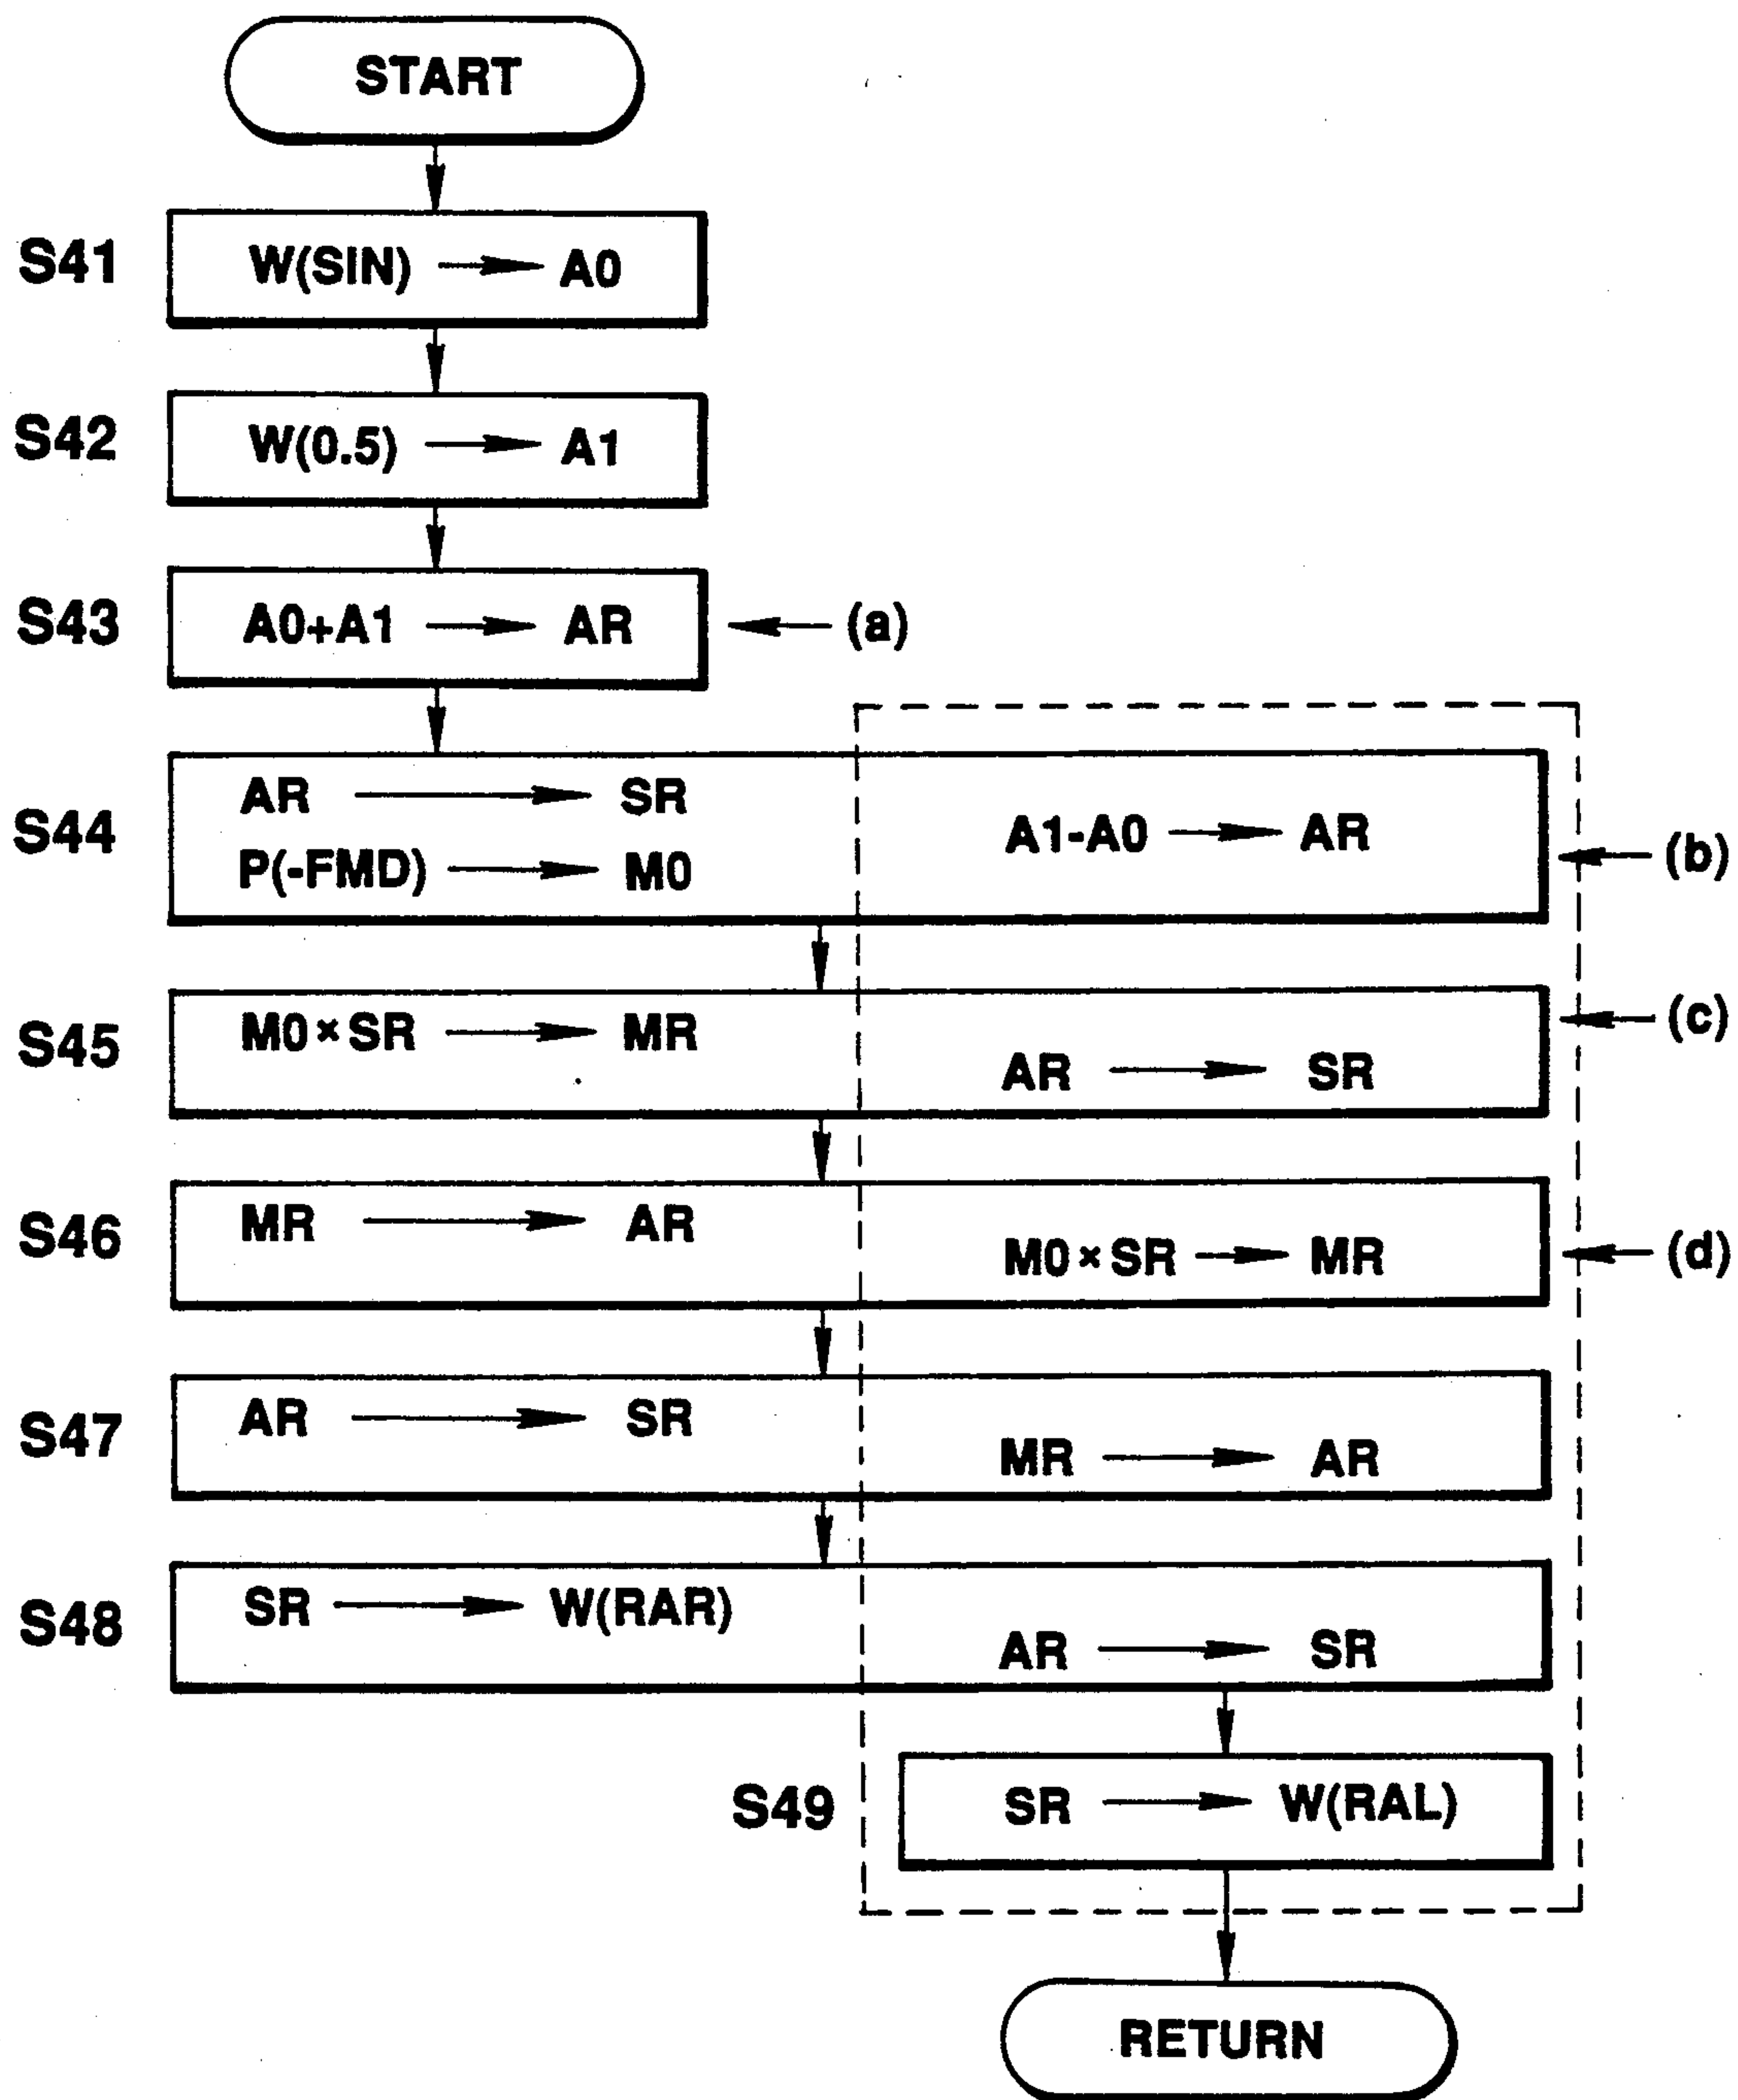 START
S41 W(SIN) → A0
S42 W(0.5) → A1
S43 A0+A1 → AR (a)
S44 AR → SR
P(-FMD) → M0
A1-A0 → AR (b)
S45 M0×SR → MR (c)
AR → SR
S46 MR → AR
M0×SR → MR (d)
S47 AR → SR
MR → AR
S48 SR → W(RAR)
AR → SR
S49 SR → W(RAL)
RETURN